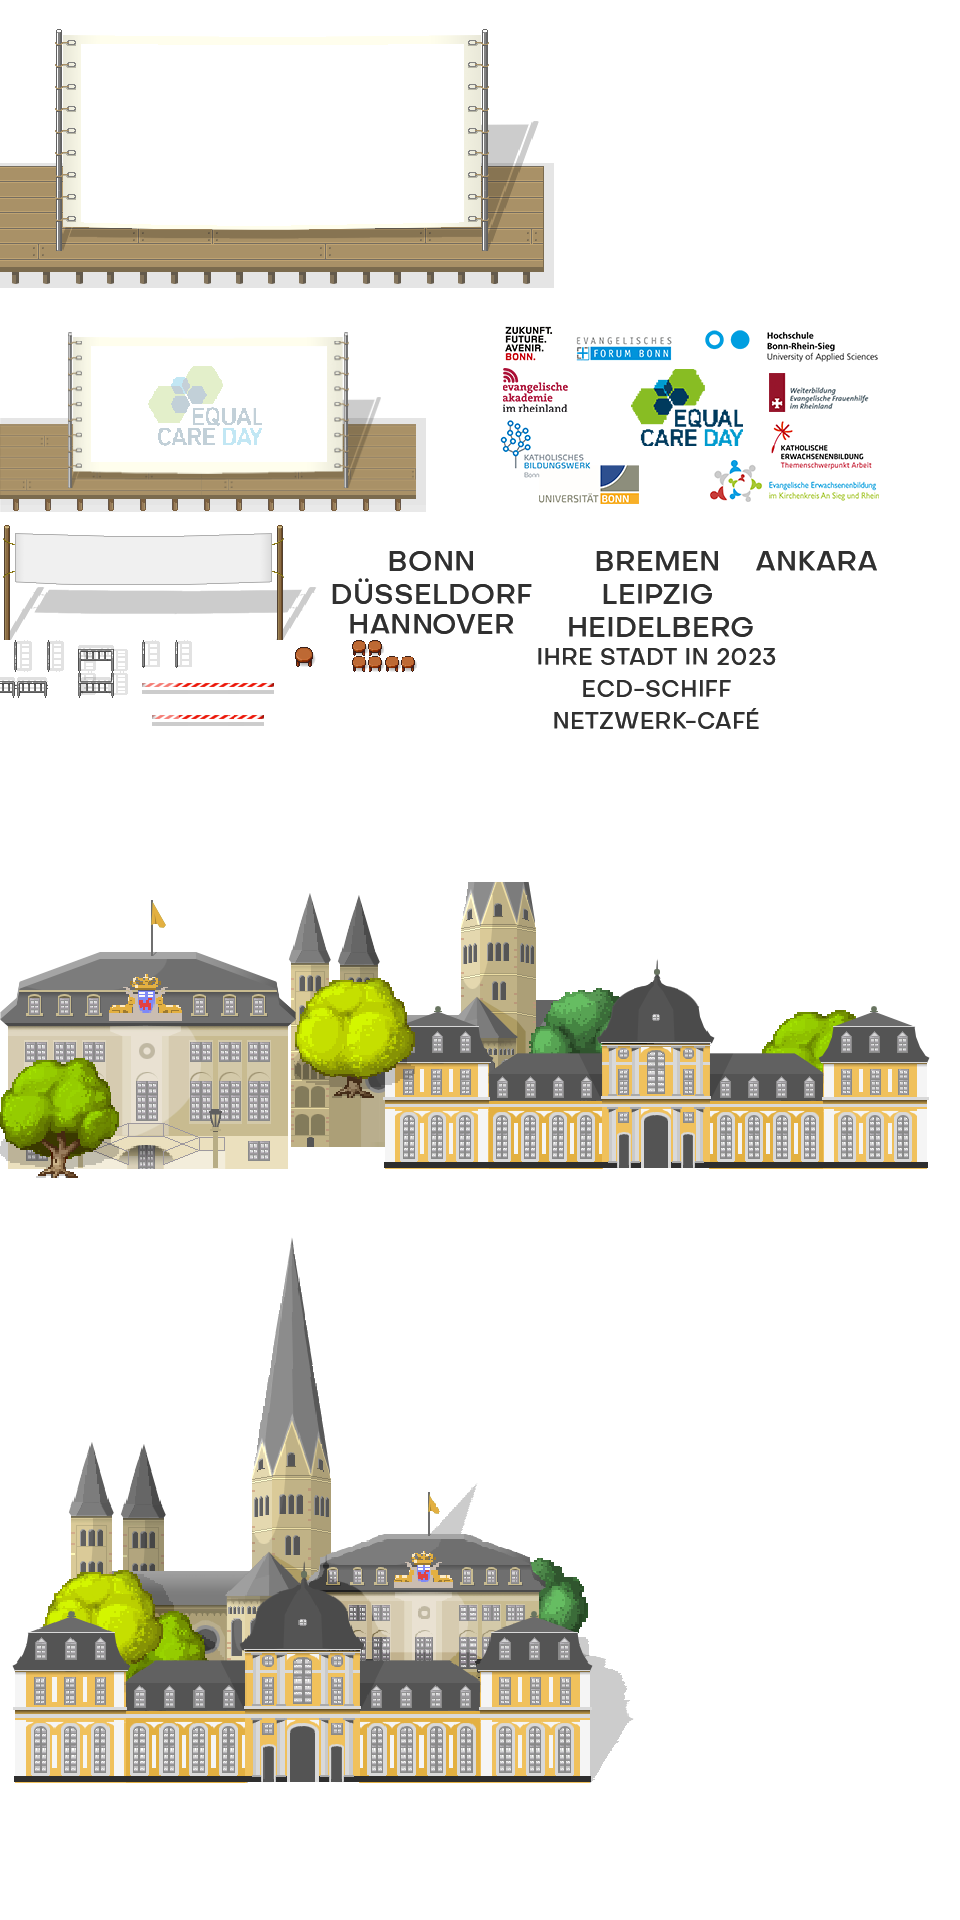 EQUAL
CARE DAY
ZUKUNFT.
FUTURE.
AVENIR.
BONN.
EVANGELISCHES
FORUM BONN
Hochschule
Bonn-Rhein-Sieg
University of Applied Sciences
evangelische
akademie
im rheinland
EQUAL
CARE DAY
Weiterbildung
Evangelische Frauenhilfe
im Rheinland
KATHOLISCHES
BILDUNGSWERK
Bonn
KATHOLISCHE
ERWACHSENENBILDUNG
Themenschwerpunkt Arbeit
UNIVERSITÄT BONN
Evangelische Erwachsenenbildung
im Kirchenkreis An Sieg und Rhein
BONN
BREMEN
ANKARA
DÜSSELDORF
LEIPZIG
HANNOVER
HEIDELBERG
IHRE STADT IN 2023
ECD-SCHIFF
NETZWERK-CAFÉ